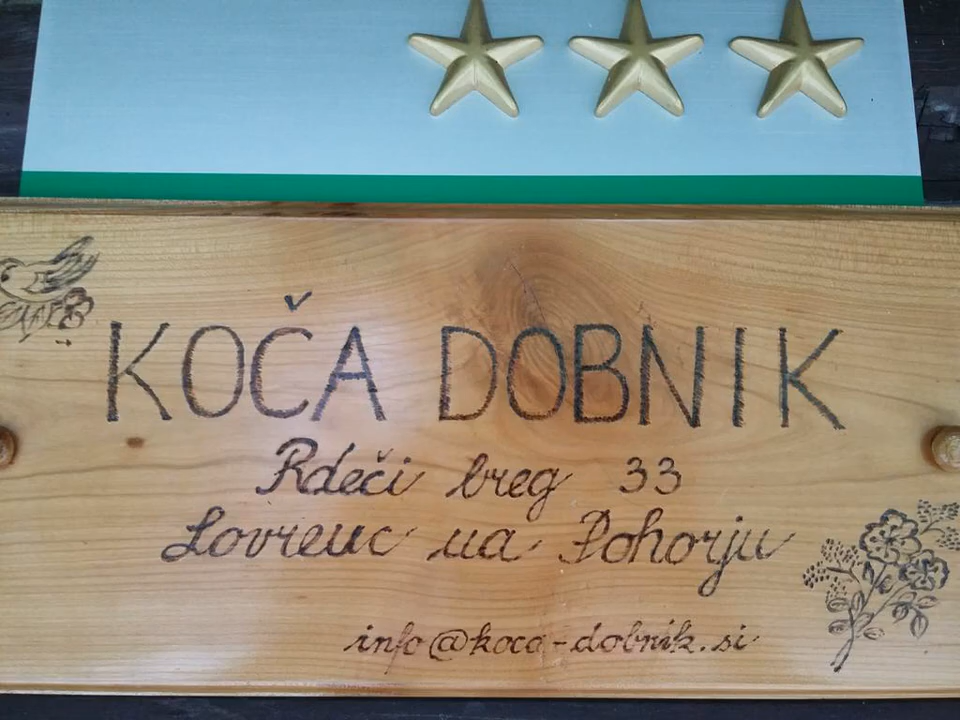 KOČA DOBNIK
Rdeči breg 33
Lovrenc na Pohorju
info@koca-dobnik.si